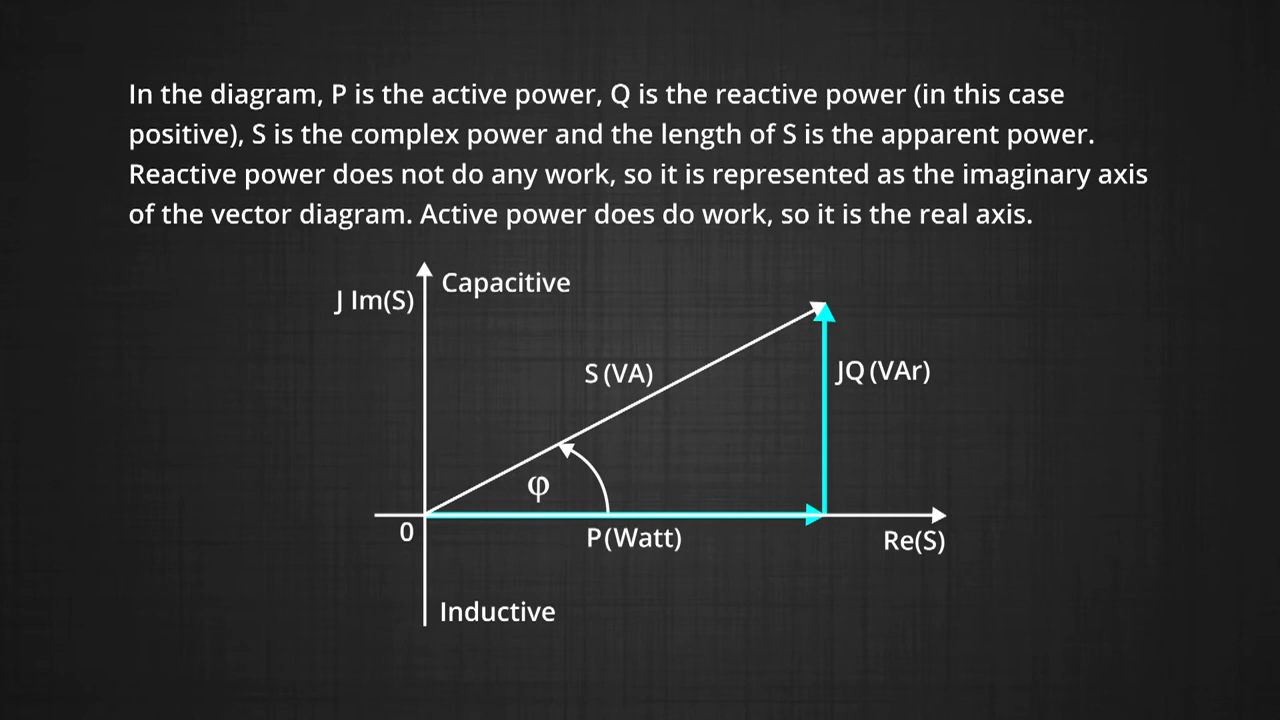 In the diagram, P is the active power, Q is the reactive power (in this case
positive), S is the complex power and the length of S is the apparent power.
Reactive power does not do any work, so it is represented as the imaginary axis
of the vector diagram. Active power does do work, so it is the real axis.
Capacitive
J Im(S)
S (VA)
JQ (VAr)
φ
0
P(Watt)
Re(S)
Inductive